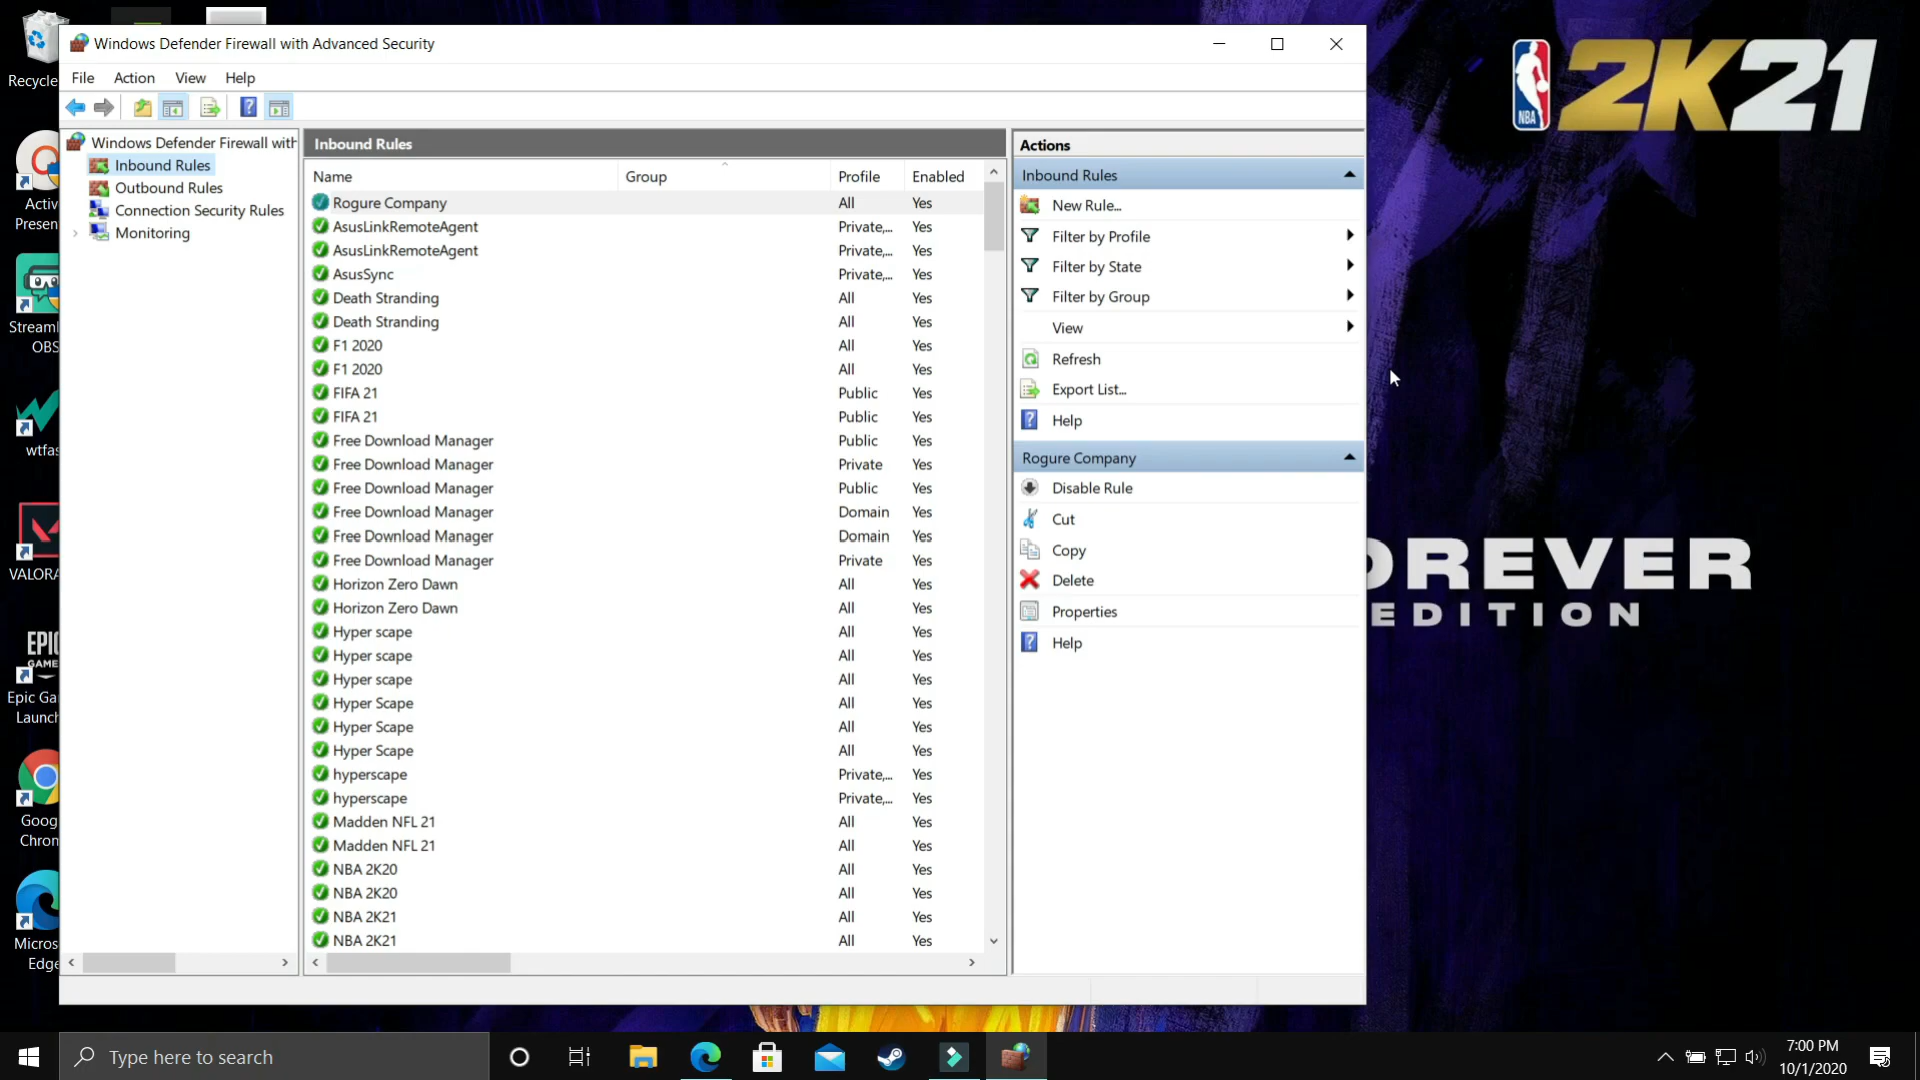 Windows Defender Firewall with Advanced Security
File Action View Help
Windows Defender Firewall with
Inbound Rules
Outbound Rules
Connection Security Rules
Monitoring
Inbound Rules
Name Group Profile Enabled
Rogure Company All Yes
AsusLinkRemoteAgent Private,... Yes
AsusLinkRemoteAgent Private,... Yes
AsusSync Private,... Yes
Death Stranding All Yes
Death Stranding All Yes
F1 2020 All Yes
F1 2020 All Yes
FIFA 21 Public Yes
FIFA 21 Public Yes
Free Download Manager Public Yes
Free Download Manager Private Yes
Free Download Manager Public Yes
Free Download Manager Domain Yes
Free Download Manager Domain Yes
Free Download Manager Private Yes
Horizon Zero Dawn All Yes
Horizon Zero Dawn All Yes
Hyper scape All Yes
Hyper scape All Yes
Hyper scape All Yes
Hyper Scape All Yes
Hyper Scape All Yes
Hyper Scape All Yes
hyperscape Private,... Yes
hyperscape Private,... Yes
Madden NFL 21 All Yes
Madden NFL 21 All Yes
NBA 2K20 All Yes
NBA 2K20 All Yes
NBA 2K21 All Yes
NBA 2K21 All Yes
Actions
Inbound Rules
New Rule...
Filter by Profile
Filter by State
Filter by Group
View
Refresh
Export List...
Help
Rogure Company
Disable Rule
Cut
Copy
Delete
Properties
Help
NBA 2K21
OREVER
EDITION
Recycle
Activ
Presen
Streaml
OBS
wtfas
VALORA
EPIC
GAME
Epic Ga
Launch
Goog
Chron
Micros
Edge
Type here to search
7:00 PM
10/1/2020